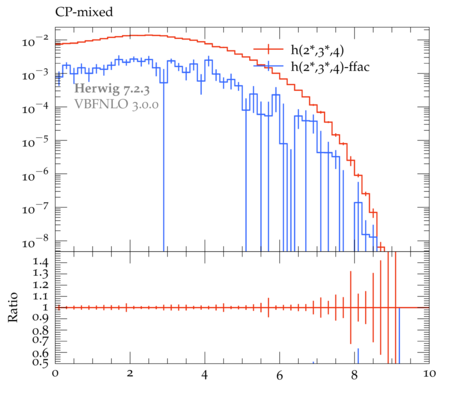 CP-mixed
10⁻²
10⁻³
10⁻⁴
10⁻⁵
10⁻⁶
10⁻⁷
10⁻⁸
h(2*,3*,4)
h(2*,3*,4)-ffac
Herwig 7.2.3
VBFNLO 3.0.0
Ratio
1.4
1.3
1.2
1.1
1
0.9
0.8
0.7
0.6
0.5
0 2 4 6 8 10